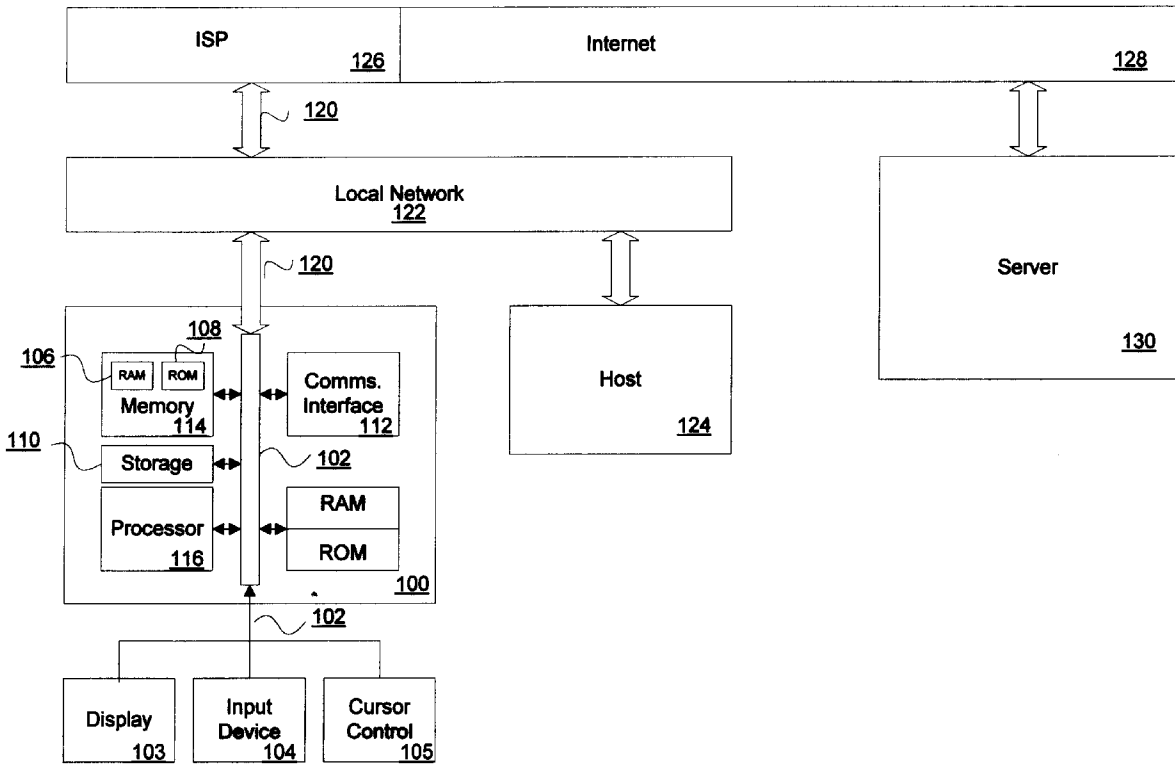 ISP
126
Internet
128
120
Local Network
122
120
Server
130
Host
124
108
106
RAM
ROM
Memory
114
Comms.
Interface
112
110
Storage
102
Processor
116
RAM
ROM
100
102
Display
103
Input
Device
104
Cursor
Control
105